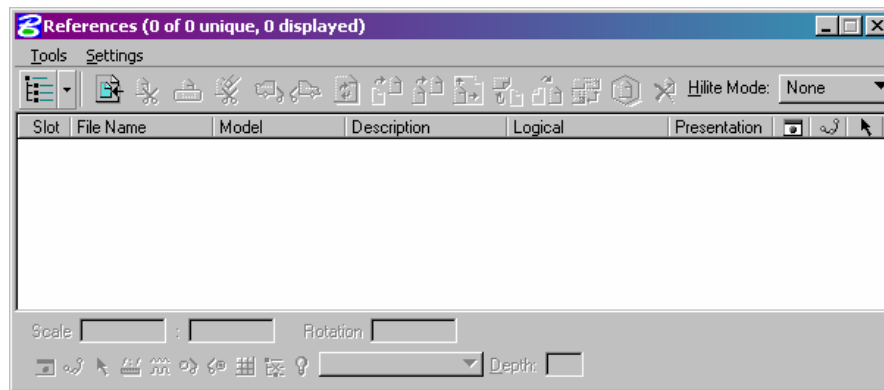 References (0 of 0 unique, 0 displayed)
Tools Settings
Hilite Mode: None
Slot File Name Model Description Logical Presentation
Scale : Rotation
Depth: